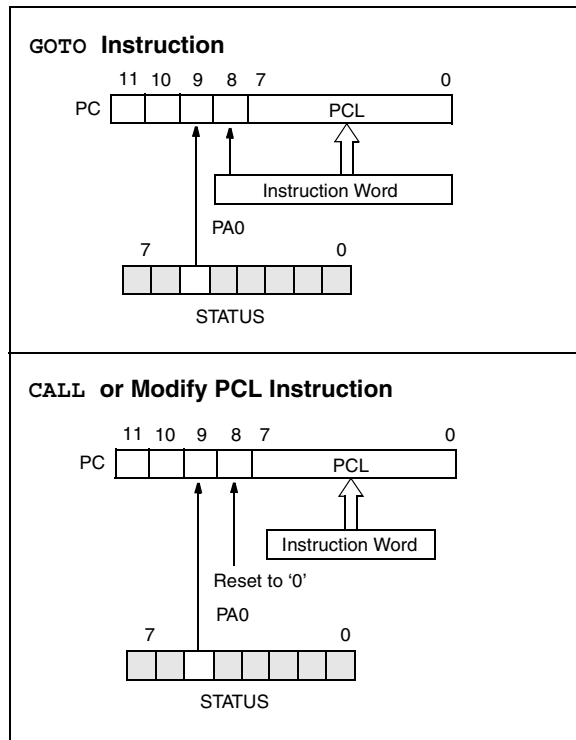 GOTO Instruction
11 10 9 8 7 0
PC PCL
Instruction Word
PA0
7 0
STATUS
CALL or Modify PCL Instruction
11 10 9 8 7 0
PC PCL
Instruction Word
Reset to ‘0’
PA0
7 0
STATUS